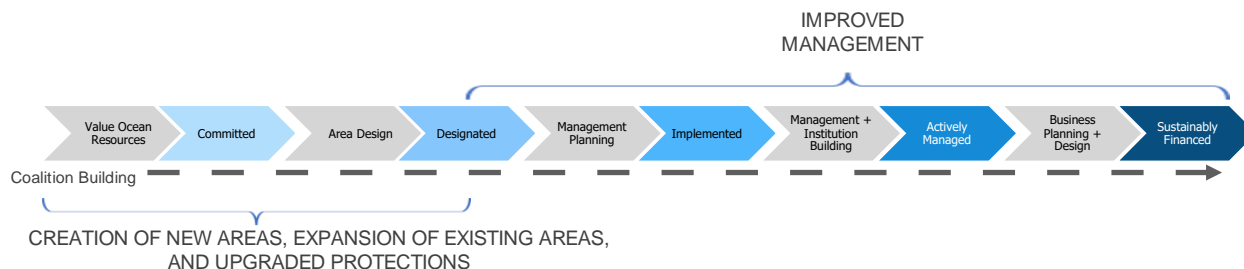 IMPROVED
MANAGEMENT
Value Ocean
Resources
Committed
Area Design
Designated
Management
Planning
Implemented
Management +
Institution
Building
Actively
Managed
Business
Planning +
Design
Sustainably
Financed
Coalition Building
CREATION OF NEW AREAS, EXPANSION OF EXISTING AREAS,
AND UPGRADED PROTECTIONS